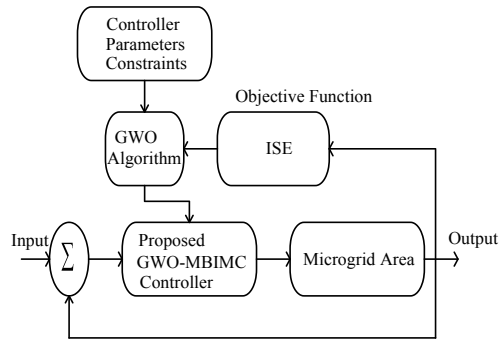 Controller
Parameters
Constraints
Objective Function
GWO
Algorithm
ISE
Input
Σ
Proposed
GWO-MBIMC
Controller
Microgrid Area
Output